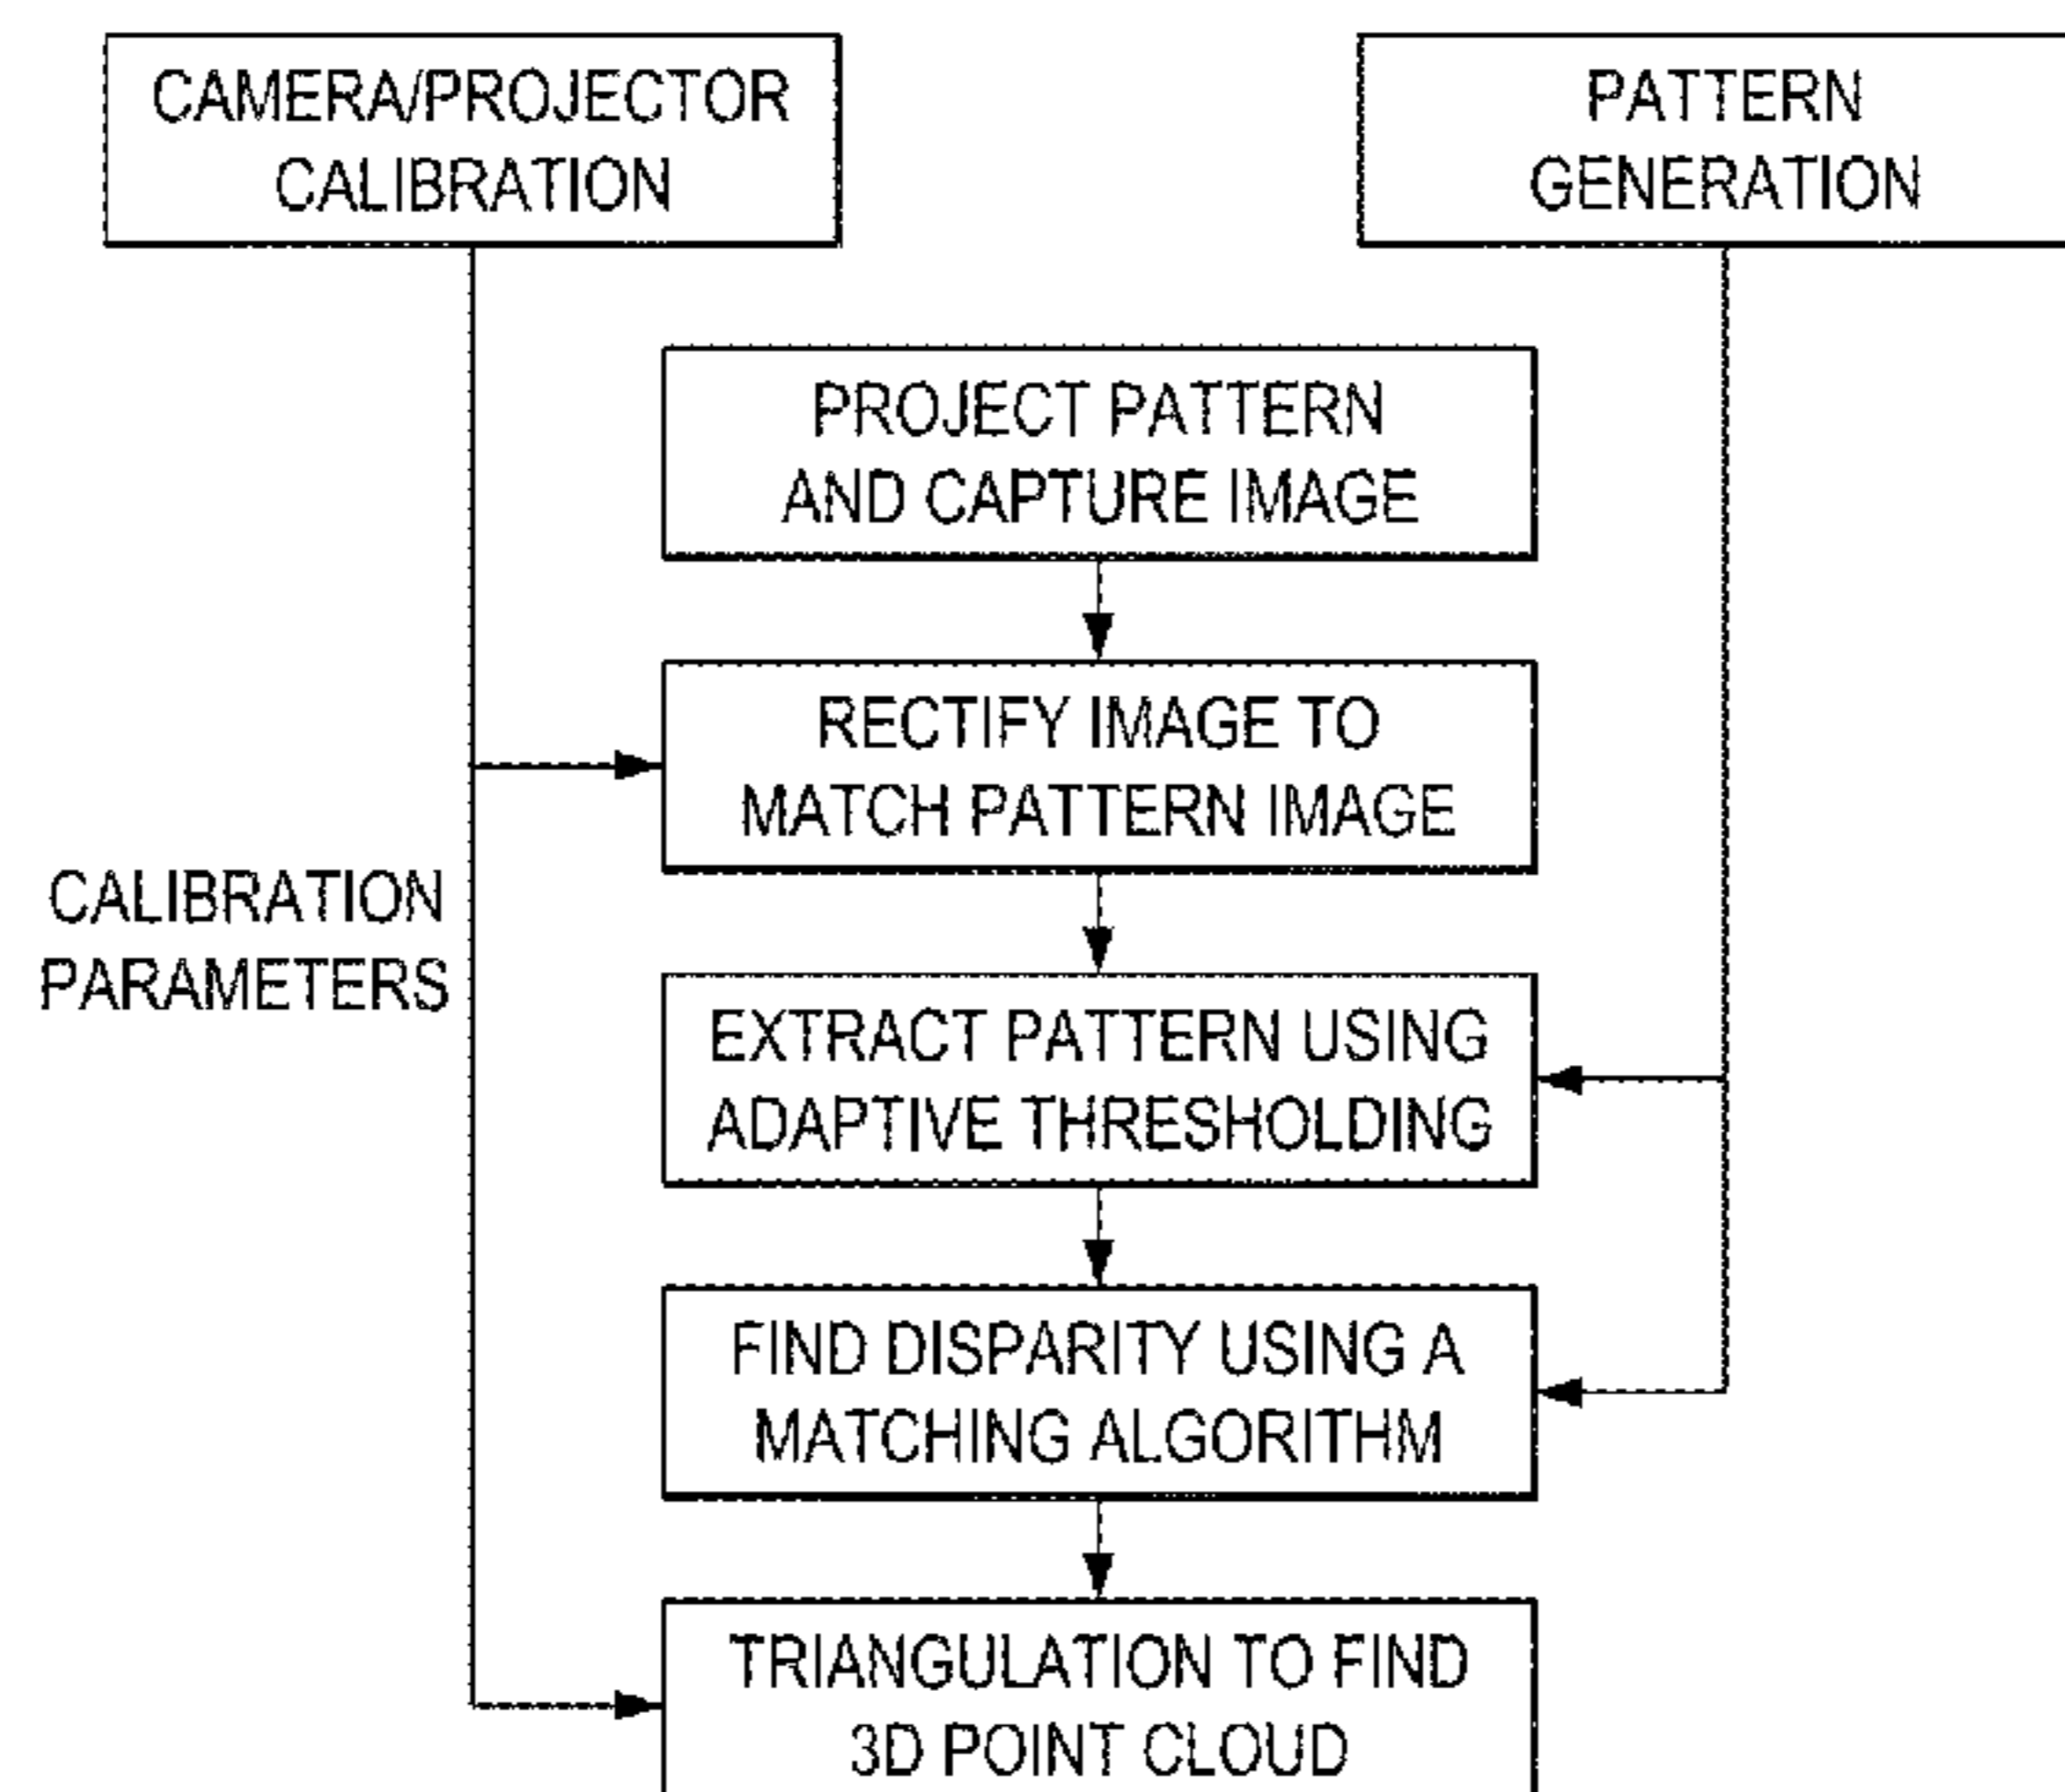 CAMERA/PROJECTOR
CALIBRATION
PATTERN
GENERATION
PROJECT PATTERN
AND CAPTURE IMAGE
RECTIFY IMAGE TO
MATCH PATTERN IMAGE
CALIBRATION
PARAMETERS
EXTRACT PATTERN USING
ADAPTIVE THRESHOLDING
FIND DISPARITY USING A
MATCHING ALGORITHM
TRIANGULATION TO FIND
3D POINT CLOUD